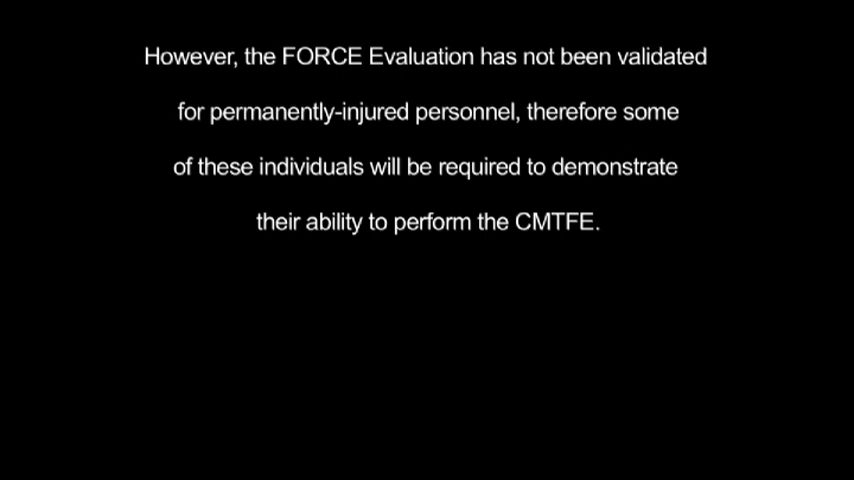 However, the FORCE Evaluation has not been validated
for permanently-injured personnel, therefore some
of these individuals will be required to demonstrate
their ability to perform the CMTFE.